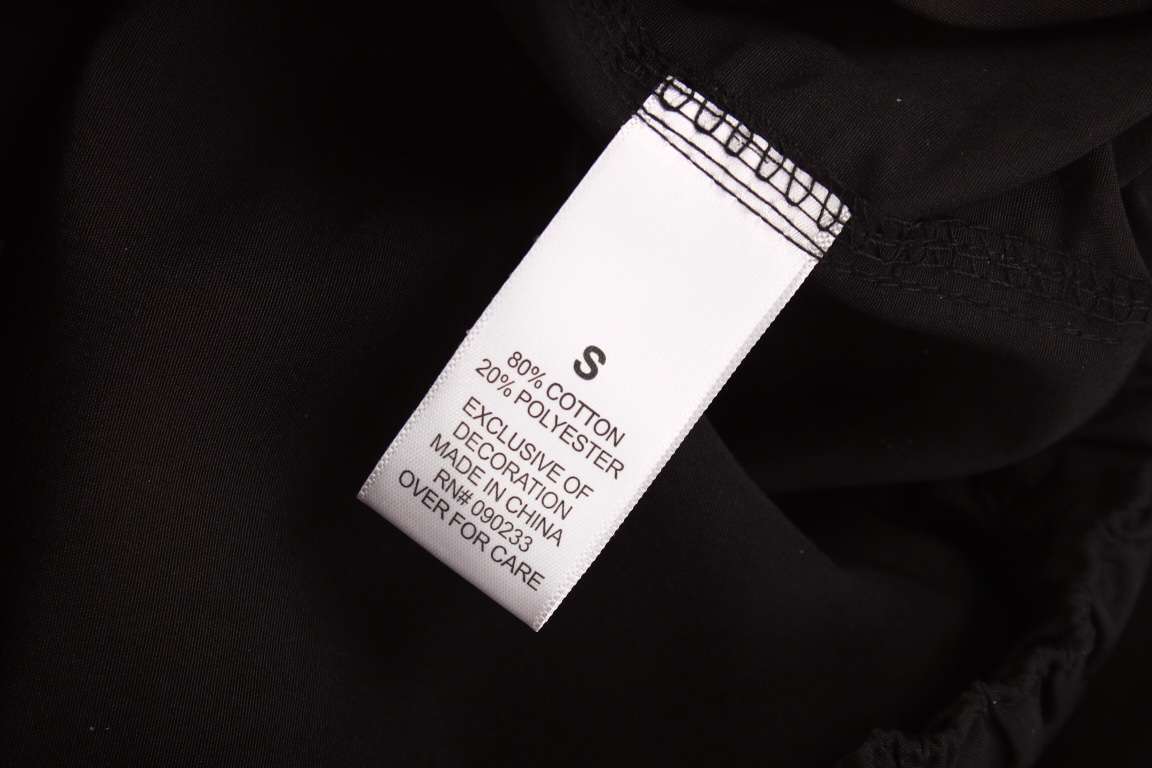 S
80% COTTON
20% POLYESTER
EXCLUSIVE OF
DECORATION
MADE IN CHINA
RN# 090233
OVER FOR CARE